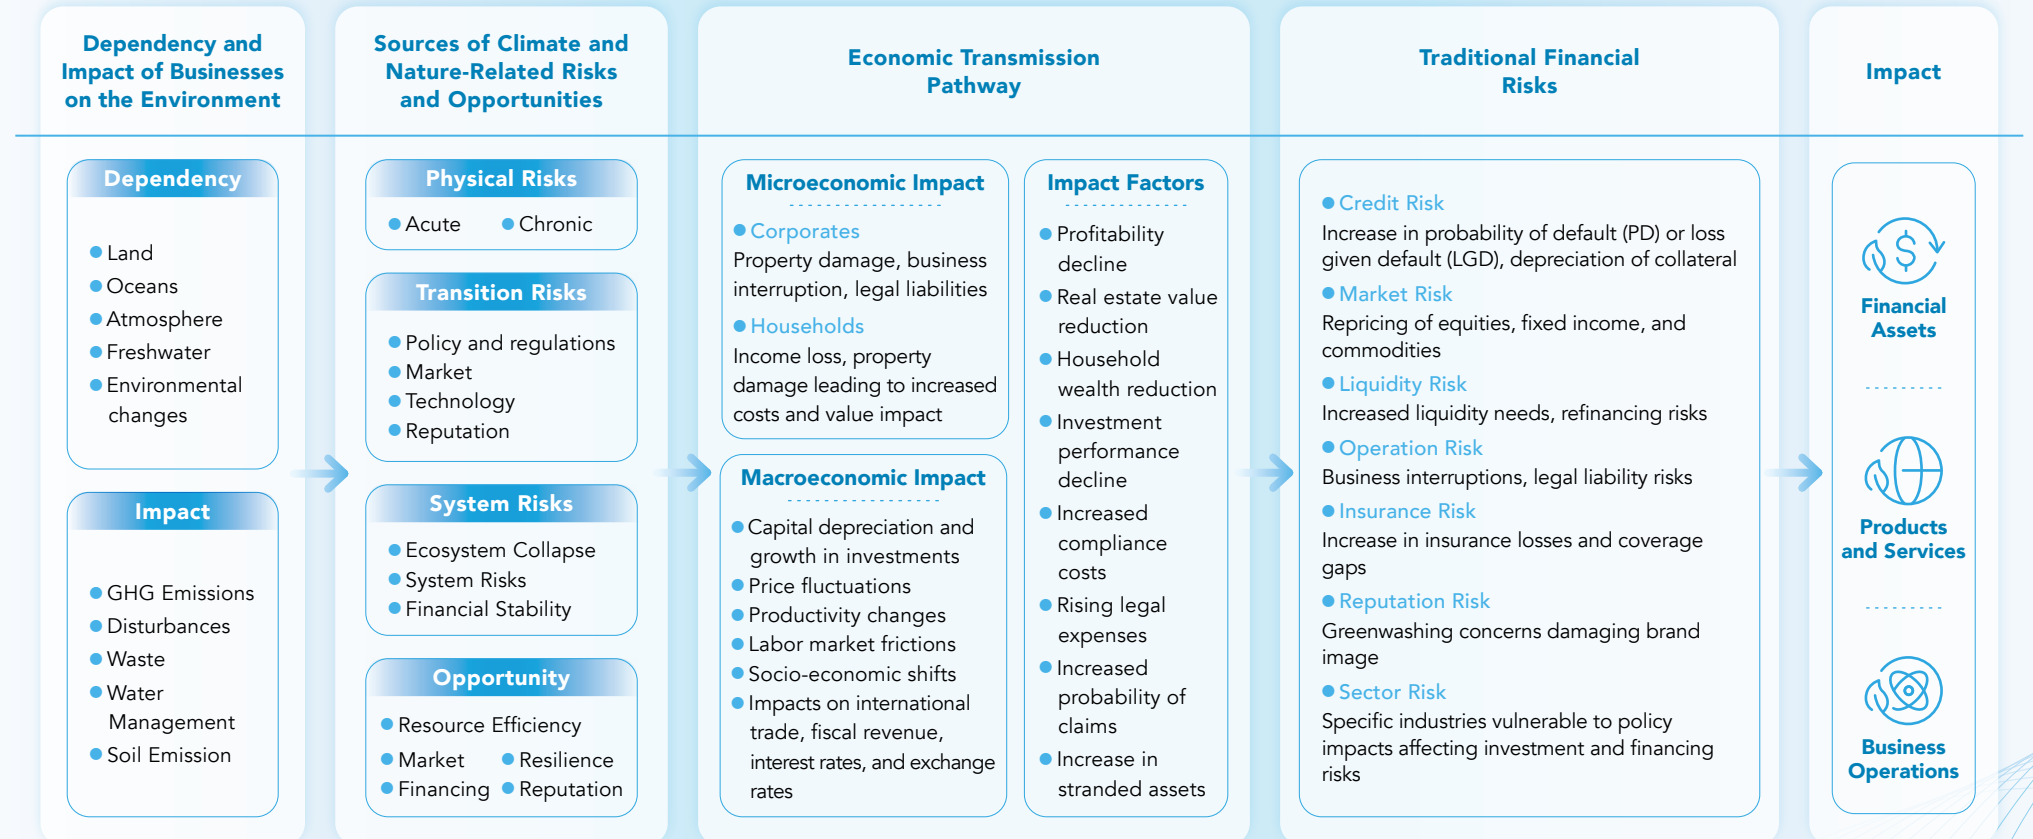 Dependency and
Impact of Businesses
on the Environment
Sources of Climate and
Nature-Related Risks
and Opportunities
Economic Transmission
Pathway
Traditional Financial
Risks
Impact
Dependency
Land
Oceans
Atmosphere
Freshwater
Environmental
changes
Impact
GHG Emissions
Disturbances
Waste
Water
Management
Soil Emission
Physical Risks
Acute
Chronic
Transition Risks
Policy and regulations
Market
Technology
Reputation
System Risks
Ecosystem Collapse
System Risks
Financial Stability
Opportunity
Resource Efficiency
Market
Resilience
Financing
Reputation
Microeconomic Impact
Corporates
Property damage, business
interruption, legal liabilities
Households
Income loss, property
damage leading to increased
costs and value impact
Macroeconomic Impact
Capital depreciation and
growth in investments
Price fluctuations
Productivity changes
Labor market frictions
Socio-economic shifts
Impacts on international
trade, fiscal revenue,
interest rates, and exchange
rates
Impact Factors
Profitability
decline
Real estate value
reduction
Household
wealth reduction
Investment
performance
decline
Increased
compliance
costs
Rising legal
expenses
Increased
probability of
claims
Increase in
stranded assets
Credit Risk
Increase in probability of default (PD) or loss
given default (LGD), depreciation of collateral
Market Risk
Repricing of equities, fixed income, and
commodities
Liquidity Risk
Increased liquidity needs, refinancing risks
Operation Risk
Business interruptions, legal liability risks
Insurance Risk
Increase in insurance losses and coverage
gaps
Reputation Risk
Greenwashing concerns damaging brand
image
Sector Risk
Specific industries vulnerable to policy
impacts affecting investment and financing
risks
$
Financial
Assets
Products
and Services
Business
Operations